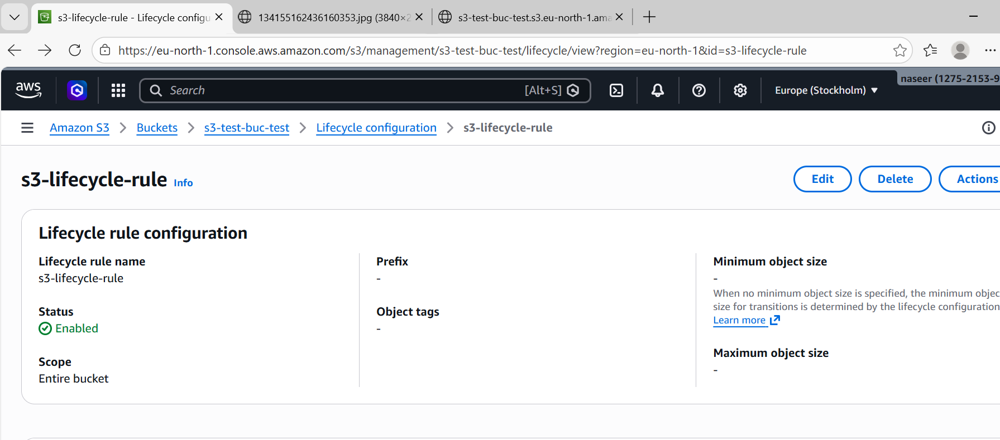 s3-lifecycle-rule - Lifecycle configu
134155162436160353.jpg (3840×2
s3-test-buc-test.s3.eu-north-1.ama
https://eu-north-1.console.aws.amazon.com/s3/management/s3-test-buc-test/lifecycle/view?region=eu-north-1&id=s3-lifecycle-rule
aws
Search
[Alt+S]
Europe (Stockholm)
naseer (1275-2153-9
Amazon S3
Buckets
s3-test-buc-test
Lifecycle configuration
s3-lifecycle-rule
s3-lifecycle-rule Info
Edit
Delete
Actions
Lifecycle rule configuration
Lifecycle rule name
s3-lifecycle-rule
Status
Enabled
Scope
Entire bucket
Prefix
-
Object tags
-
Minimum object size
-
When no minimum object size is specified, the minimum objec
size for transitions is determined by the lifecycle configuration
Learn more
Maximum object size
-